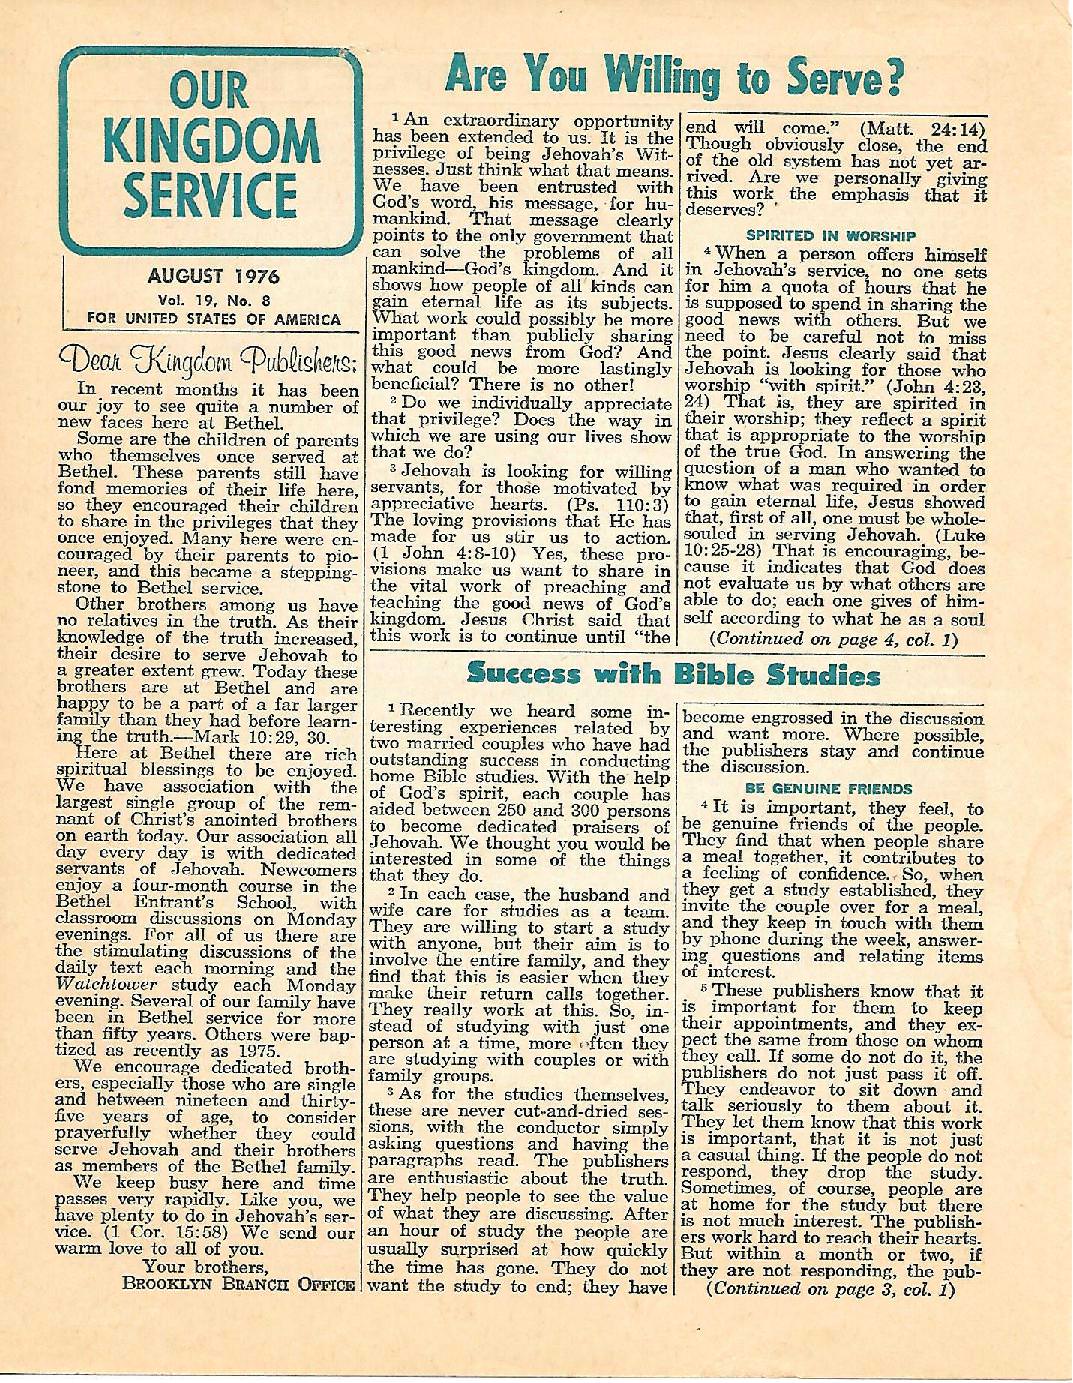 OUR
KINGDOM
SERVICE
AUGUST 1976
Vol. 19, No. 8
FOR UNITED STATES OF AMERICA
Dear Kingdom Publishers:
In recent months it has been
our joy to see quite a number of
new faces here at Bethel.
Some are the children of parents
who themselves once served at
Bethel. These parents still have
fond memories of their life here,
so they encouraged their children
to share in the privileges that they
once enjoyed. Many here were en-
couraged by their parents to pio-
neer, and this became a stepping-
stone to Bethel service.
Other brothers among us have
no relatives in the truth. As their
knowledge of the truth increased,
their desire to serve Jehovah to
a greater extent grew. Today these
brothers are at Bethel and are
happy to be a part of a far larger
family than they had before learn-
ing the truth.—Mark 10:29, 30.
Here at Bethel there are rich
spiritual blessings to be enjoyed.
We have association with the
largest single group of the rem-
nant of Christ's anointed brothers
on earth today. Our association all
day every day is with dedicated
servants of Jehovah. Newcomers
enjoy a four-month course in the
Bethel Entrant's School, with
classroom discussions on Monday
evenings. For all of us there are
the stimulating discussions of the
daily text each morning and the
Watchtower study each Monday
evening. Several of our family have
been in Bethel service for more
than fifty years. Others were bap-
tized as recently as 1975.
We encourage dedicated broth-
ers, especially those who are single
and between nineteen and thirty-
five years of age, to consider
prayerfully whether they could
serve Jehovah and their brothers
as members of the Bethel family.
We keep busy here and time
passes very rapidly. Like you, we
have plenty to do in Jehovah's ser-
vice. (1 Cor. 15:58) We send our
warm love to all of you.
Your brothers,
BROOKLYN BRANCH OFFICE
Are You Willing to Serve?
1 An extraordinary opportunity
has been extended to us. It is the
privilege of being Jehovah's Wit-
nesses. Just think what that means.
We have been entrusted with
God's word, his message, for hu-
mankind. That message clearly
points to the only government that
can solve the problems of all
mankind—God's kingdom. And it
shows how people of all kinds can
gain eternal life as its subjects.
What work could possibly be more
important than publicly sharing
this good news from God? And
what could be more lastingly
beneficial? There is no other!
2 Do we individually appreciate
that privilege? Does the way in
which we are using our lives show
that we do?
3 Jehovah is looking for willing
servants, for those motivated by
appreciative hearts. (Ps. 110:3)
The loving provisions that He has
made for us stir us to action.
(1 John 4:8-10) Yes, these pro-
visions make us want to share in
the vital work of preaching and
teaching the good news of God's
kingdom. Jesus Christ said that
this work is to continue until "the
end will come." (Matt. 24:14)
Though obviously close, the end
of the old system has not yet ar-
rived. Are we personally giving
this work the emphasis that it
deserves?
SPIRITED IN WORSHIP
4 When a person offers himself
in Jehovah's service, no one sets
for him a quota of hours that he
is supposed to spend in sharing the
good news with others. But we
need to be careful not to miss
the point. Jesus clearly said that
Jehovah is looking for those who
worship "with spirit." (John 4:23,
24) That is, they are spirited in
their worship; they reflect a spirit
that is appropriate to the worship
of the true God. In answering the
question of a man who wanted to
know what was required in order
to gain eternal life, Jesus showed
that, first of all, one must be whole-
souled in serving Jehovah. (Luke
10:25-28) That is encouraging, be-
cause it indicates that God does
not evaluate us by what others are
able to do; each one gives of him-
self according to what he as a soul
(Continued on page 4, col. 1)
Success with Bible Studies
1 Recently we heard some in-
teresting experiences related by
two married couples who have had
outstanding success in conducting
home Bible studies. With the help
of God's spirit, each couple has
aided between 250 and 300 persons
to become dedicated praisers of
Jehovah. We thought you would be
interested in some of the things
that they do.
2 In each case, the husband and
wife care for studies as a team.
They are willing to start a study
with anyone, but their aim is to
involve the entire family, and they
find that this is easier when they
make their return calls together.
They really work at this. So, in-
stead of studying with just one
person at a time, more often they
are studying with couples or with
family groups.
3 As for the studies themselves,
these are never cut-and-dried ses-
sions, with the conductor simply
asking questions and having the
paragraphs read. The publishers
are enthusiastic about the truth.
They help people to see the value
of what they are discussing. After
an hour of study the people are
usually surprised at how quickly
the time has gone. They do not
want the study to end; they have
become engrossed in the discussion
and want more. Where possible,
the publishers stay and continue
the discussion.
BE GENUINE FRIENDS
4 It is important, they feel, to
be genuine friends of the people.
They find that when people share
a meal together, it contributes to
a feeling of confidence. So, when
they get a study established, they
invite the couple over for a meal,
and they keep in touch with them
by phone during the week, answer-
ing questions and relating items
of interest.
5 These publishers know that it
is important for them to keep
their appointments, and they ex-
pect the same from those on whom
they call. If some do not do it, the
publishers do not just pass it off.
They endeavor to sit down and
talk seriously to them about it.
They let them know that this work
is important, that it is not just
a casual thing. If the people do not
respond, they drop the study.
Sometimes, of course, people are
at home for the study but there
is not much interest. The publish-
ers work hard to reach their hearts.
But within a month or two, if
they are not responding, the pub-
(Continued on page 3, col. 1)